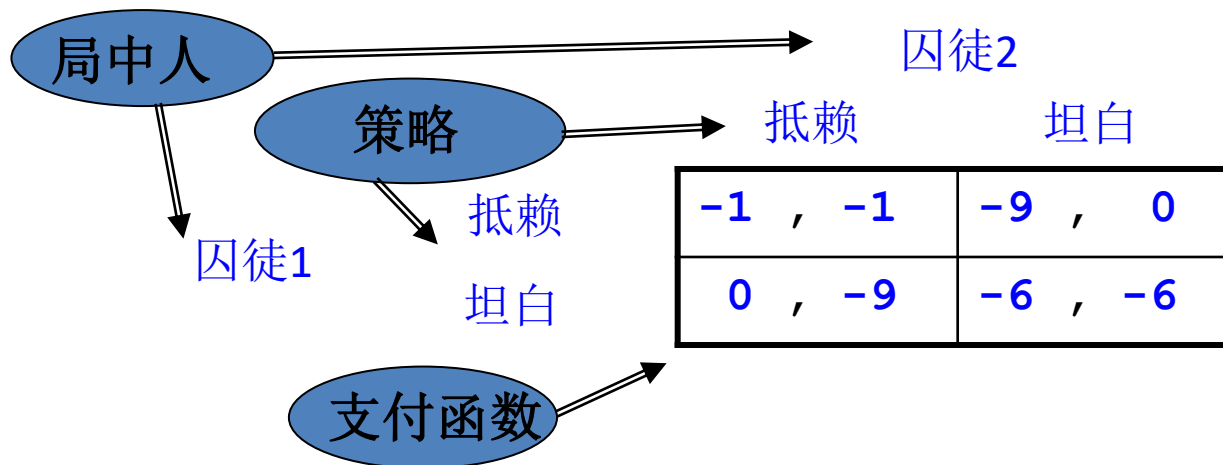 局中人
囚徒2
策略
抵赖 坦白
-1 , -1 -9 , 0
抵赖
囚徒1
0 , -9 -6 , -6
坦白
支付函数